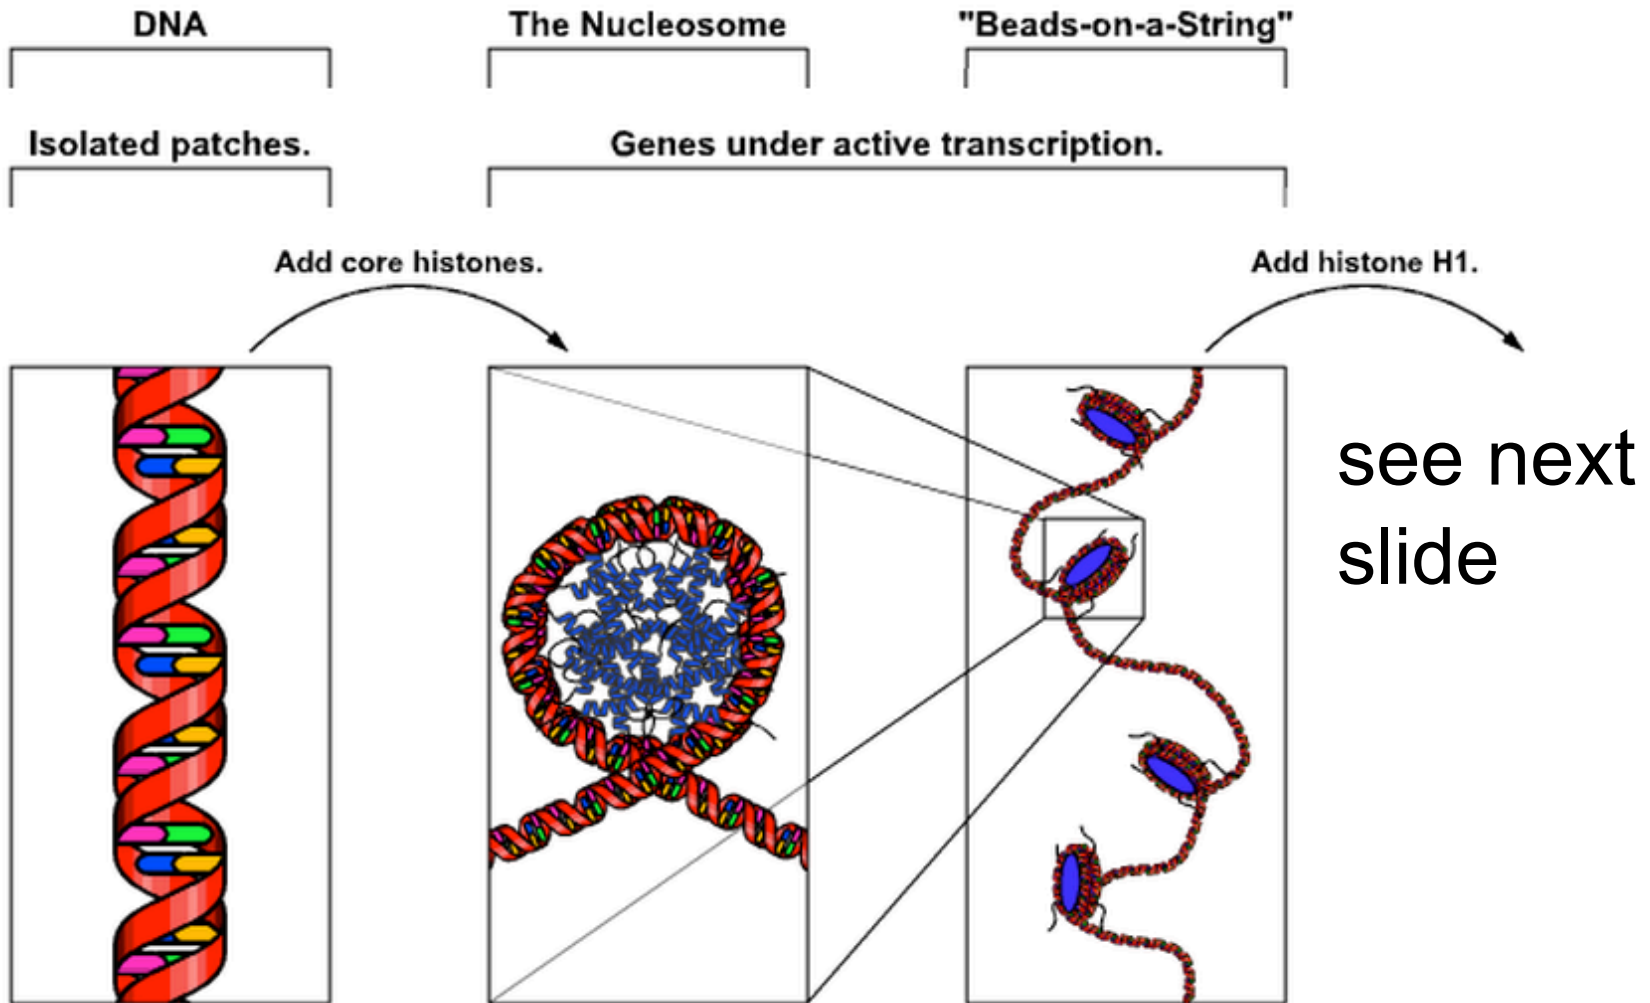 DNA
The Nucleosome
"Beads-on-a-String"
Isolated patches.
Genes under active transcription.
Add core histones.
Add histone H1.
see next
slide